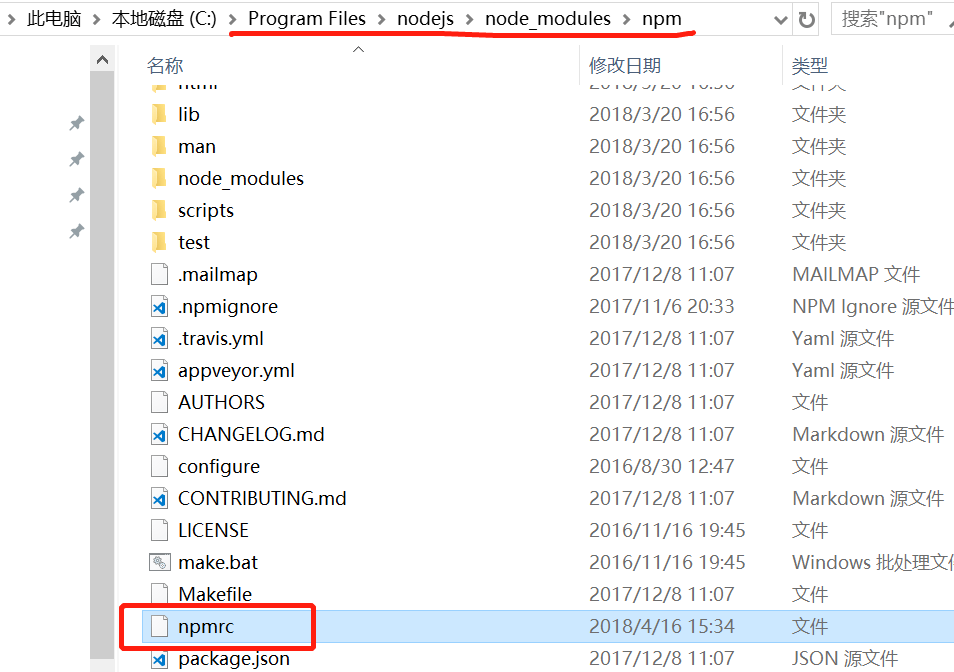 此电脑 > 本地磁盘 (C:) > Program Files > nodejs > node_modules > npm 搜索"npm"
名称 修改日期 类型
html 2018/3/20 16:56 文件夹
lib 2018/3/20 16:56 文件夹
man 2018/3/20 16:56 文件夹
node_modules 2018/3/20 16:56 文件夹
scripts 2018/3/20 16:56 文件夹
test 2018/3/20 16:56 文件夹
.mailmap 2017/12/8 11:07 MAILMAP 文件
.npmignore 2017/11/6 20:33 NPM Ignore 源文件
.travis.yml 2017/12/8 11:07 Yaml 源文件
appveyor.yml 2017/12/8 11:07 Yaml 源文件
AUTHORS 2017/12/8 11:07 文件
CHANGELOG.md 2017/12/8 11:07 Markdown 源文件
configure 2016/8/30 12:47 文件
CONTRIBUTING.md 2017/12/8 11:07 Markdown 源文件
LICENSE 2016/11/16 19:45 文件
make.bat 2016/11/16 19:45 Windows 批处理文件
Makefile 2017/12/8 11:07 文件
npmrc 2018/4/16 15:34 文件
package.json 2017/12/8 11:07 JSON 源文件